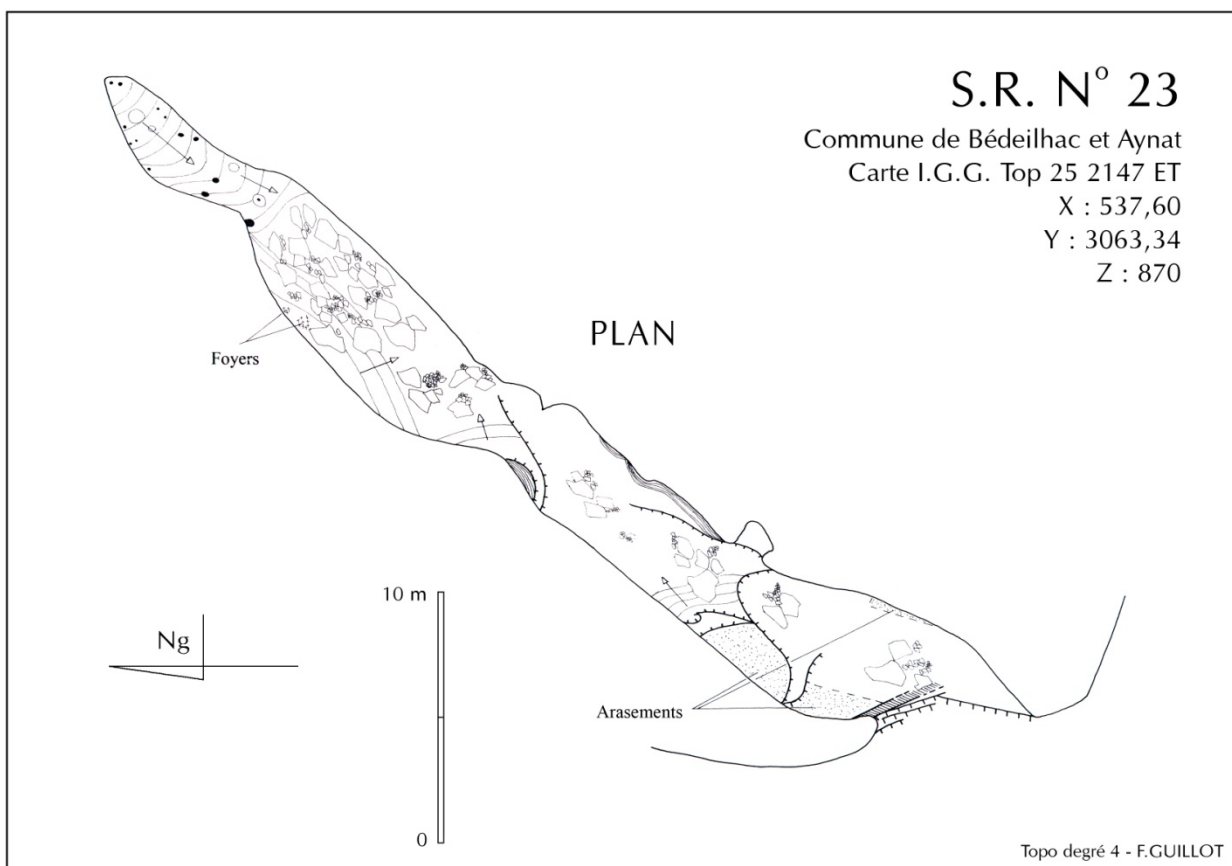 S.R. N° 23
Commune de Bédeilhac et Aynat
Carte I.G.G. Top 25 2147 ET
X : 537,60
Y : 3063,34
Z : 870
PLAN
Foyers
10 m
Ng
Arasements
0
Topo degré 4 - F.GUILLOT